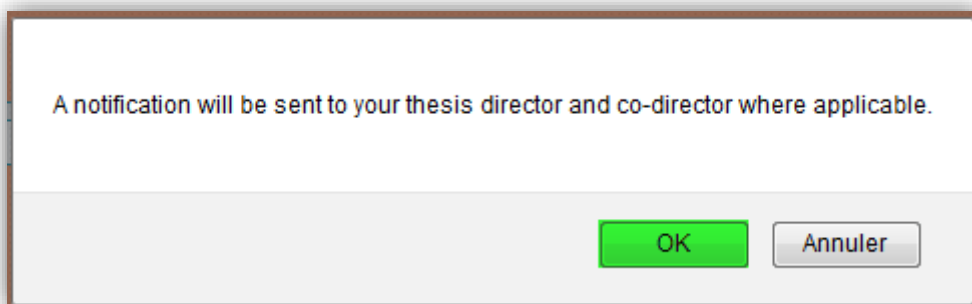 A notification will be sent to your thesis director and co-director where applicable.
OK Annuler